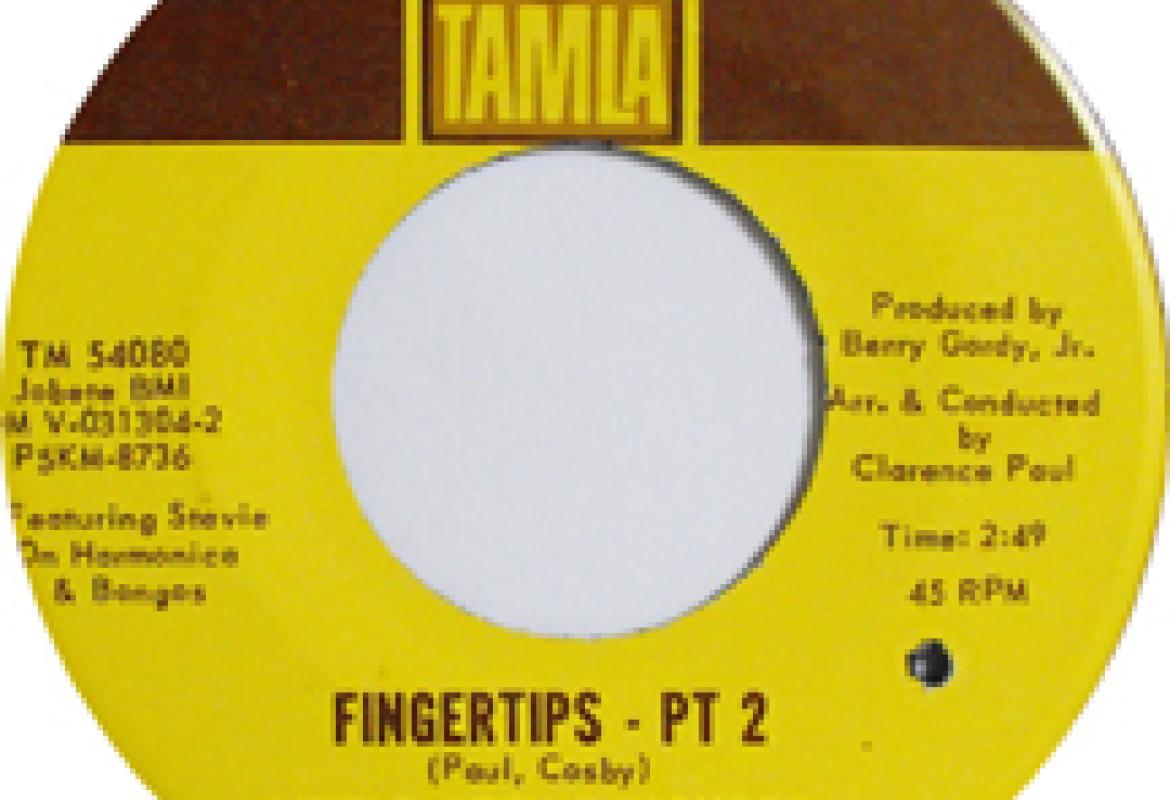 TAMLA
TM 54080
Jobete BMI
M V-031304-2
P5KM-8736
Featuring Stevie
On Harmonica
& Bongos
Produced by
Berry Gordy, Jr.
Arr. & Conducted
by
Clarence Paul
Time: 2:49
45 RPM
FINGERTIPS - PT 2
(Paul, Cosby)